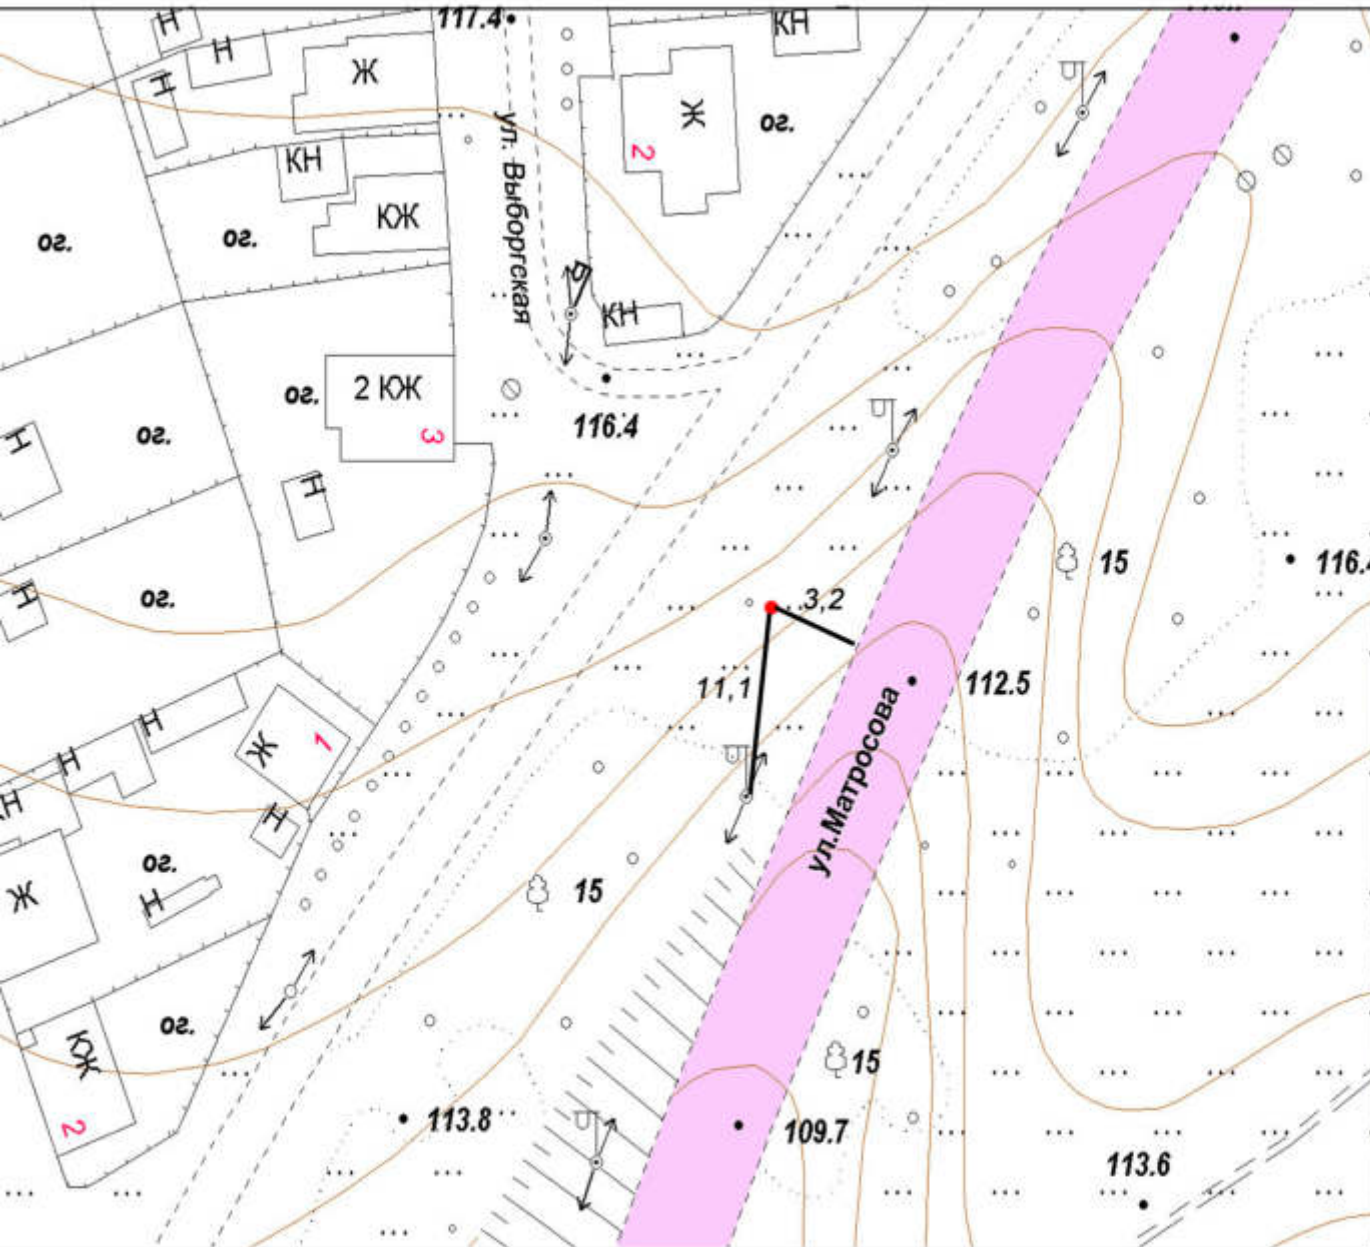 117.4
КН
Н
Н
Ж
Н
Ж
2
ог.
ул. Выборгская
КН
КЖ
ог.
ог.
КН
2 КЖ
3
ог.
116.4
ог.
Н
Н
15
116.4
ог.
Н
3,2
11,1
112.5
Н
Н
Ж
1
Н
ул.Матросова
ог.
Ж
Н
15
ог.
КЖ
2
15
113.8
109.7
113.6